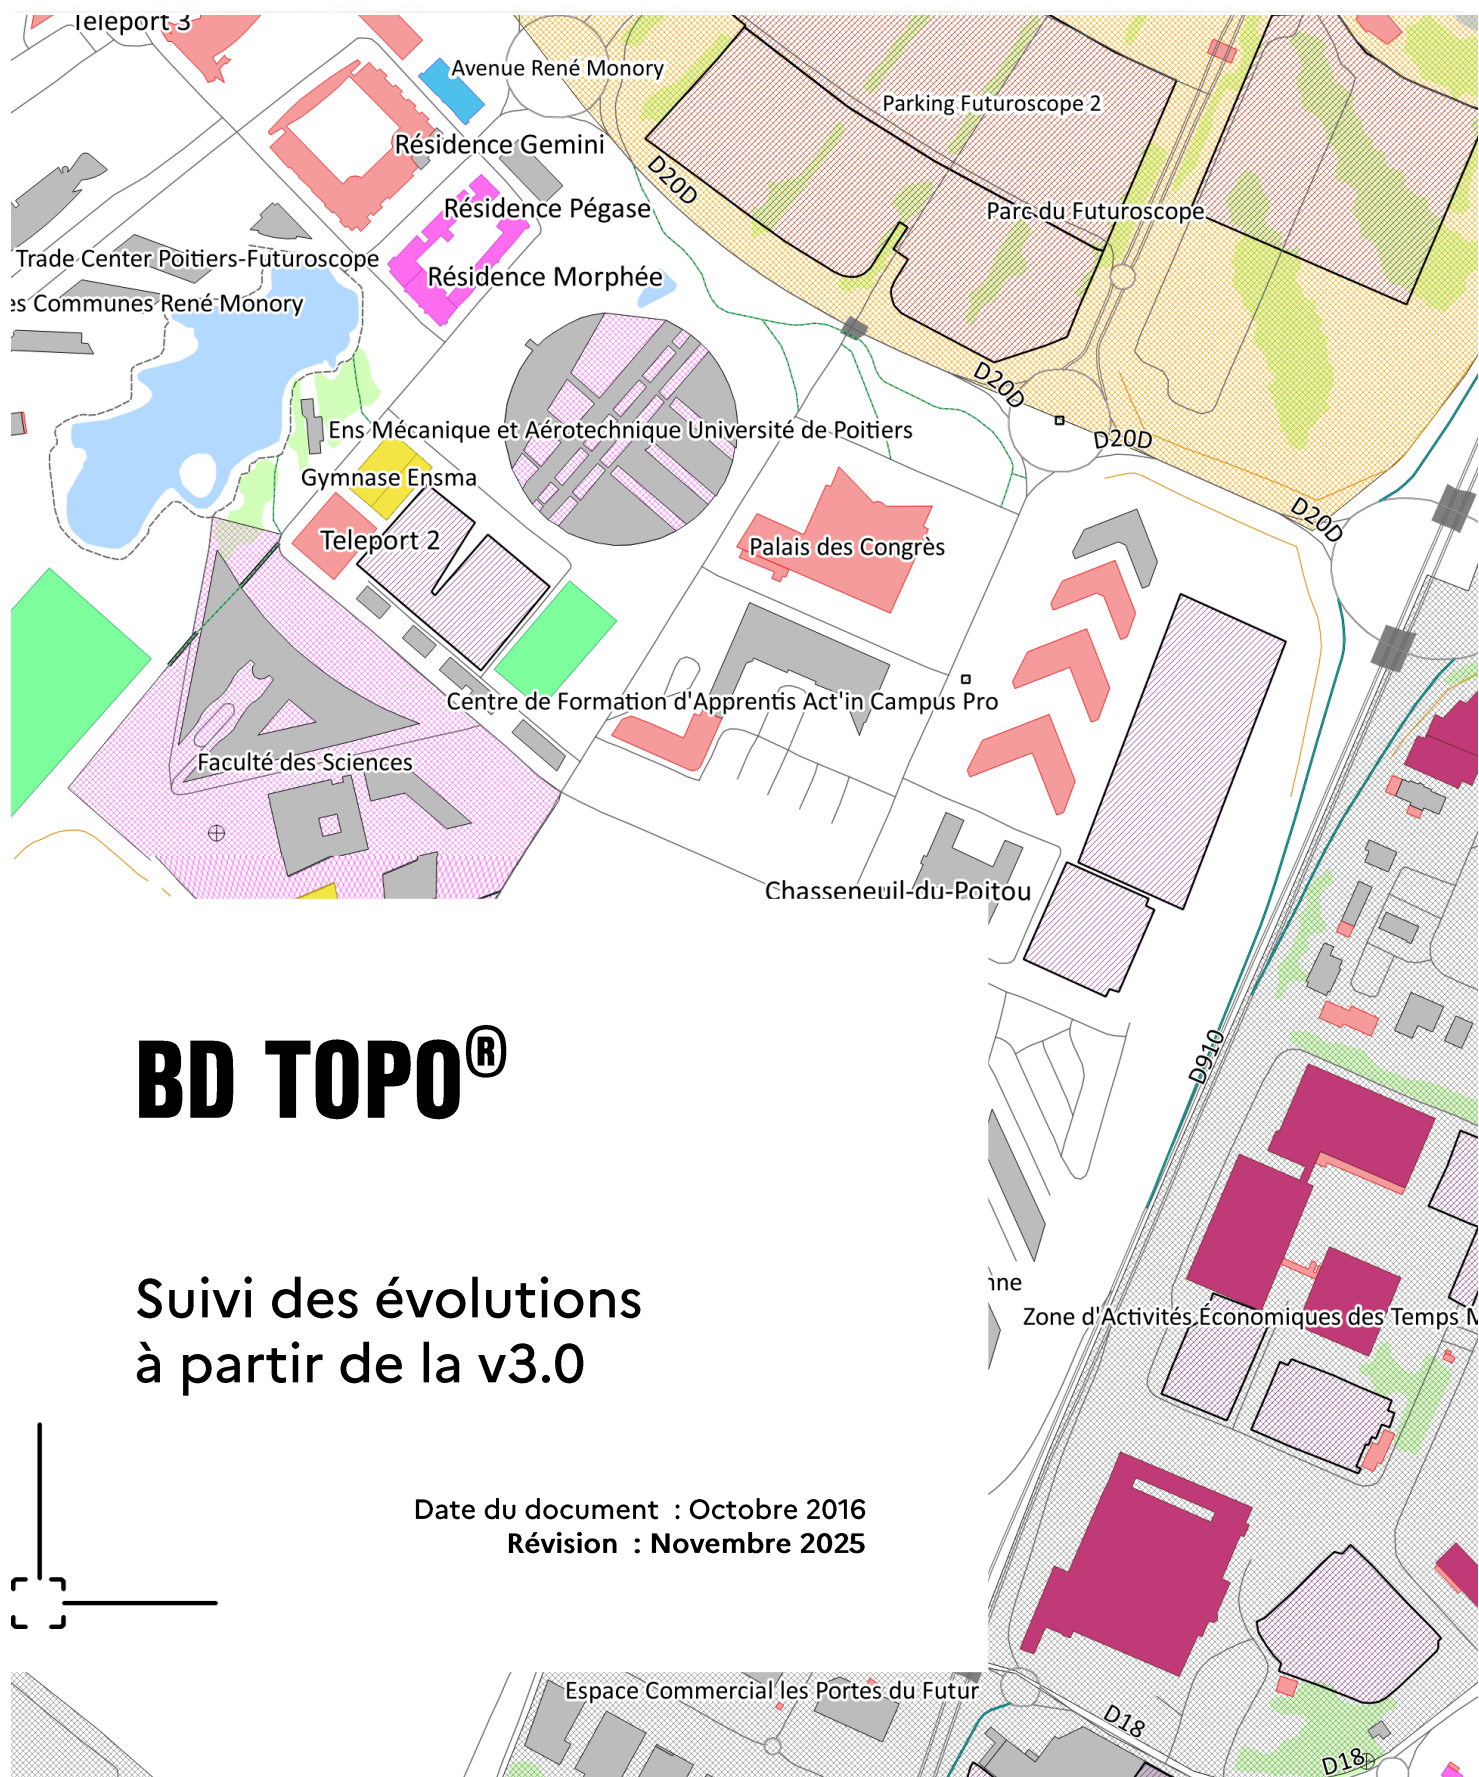 Teleport 3
Avenue René Monory
Parking Futuroscope 2
Résidence Gemini
D20D
Résidence Pégase
Parc du Futuroscope
Trade Center Poitiers-Futuroscope
Résidence Morphée
es Communes René Monory
D20D
Ens Mécanique et Aérotechnique Université de Poitiers
D20D
Gymnase Ensma
D20D
Teleport 2
Palais des Congrès
Centre de Formation d'Apprentis Act'in Campus Pro
Faculté des Sciences
Chasseneuil-du-Poitou
BD TOPO®
D910
Suivi des évolutions
à partir de la v3.0
nne
Zone d'Activités Économiques des Temps M
Date du document : Octobre 2016
Révision : Novembre 2025
Espace Commercial les Portes du Futur
D18
D18